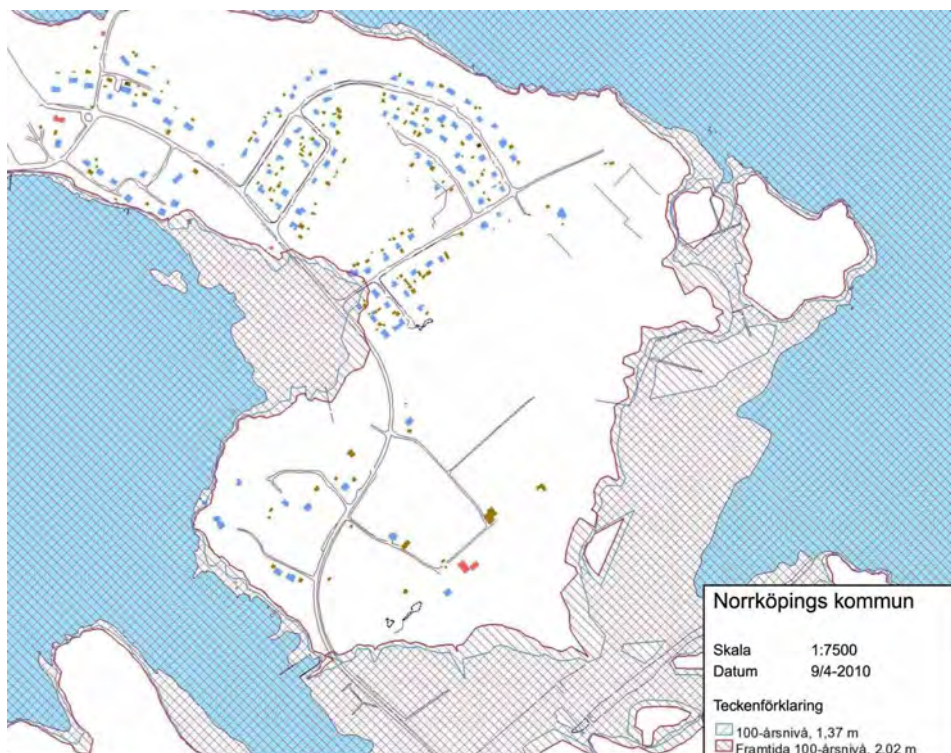 Norrköpings kommun
Skala 1:7500
Datum 9/4-2010
Teckenförklaring
100-årsnivå, 1,37 m
Framtida 100-årsnivå, 2,02 m